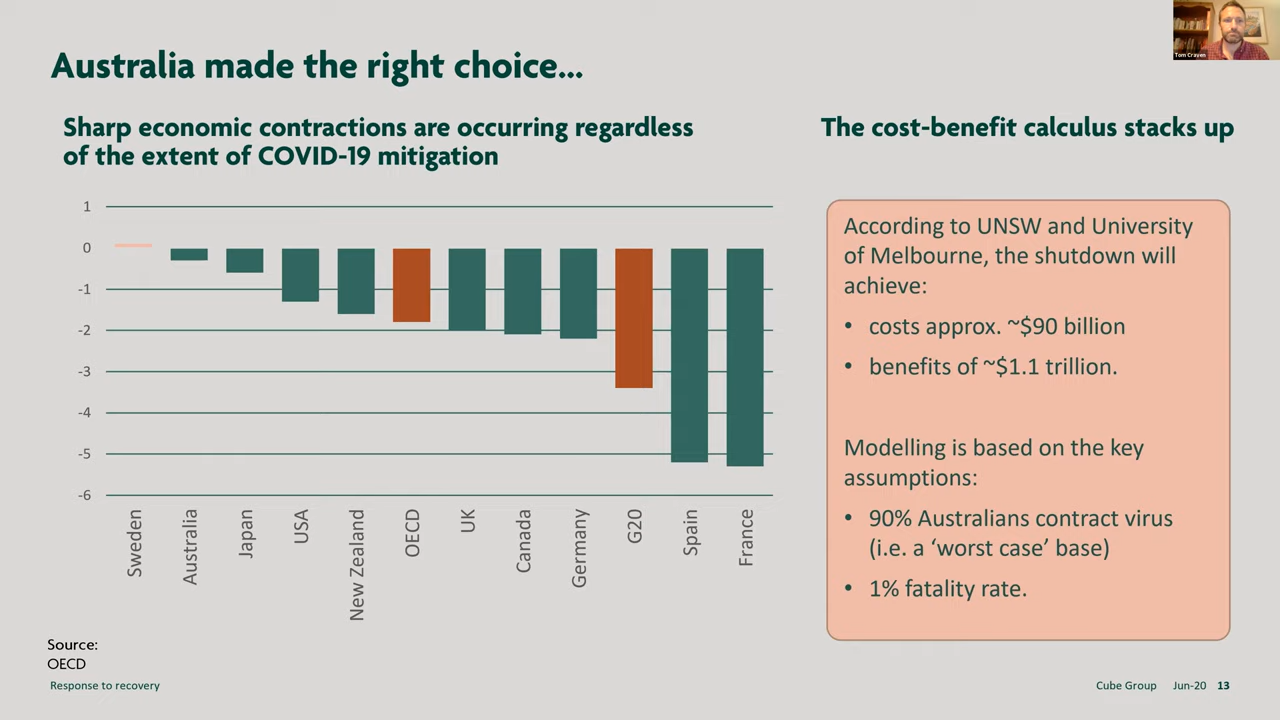 Tom Craven
Australia made the right choice...
Sharp economic contractions are occurring regardless
of the extent of COVID-19 mitigation
1
0
-1
-2
-3
-4
-5
-6
Sweden
Australia
Japan
USA
New Zealand
OECD
UK
Canada
Germany
G20
Spain
France
Source:
OECD
The cost-benefit calculus stacks up
According to UNSW and University
of Melbourne, the shutdown will
achieve:
• costs approx. ~$90 billion
• benefits of ~$1.1 trillion.
Modelling is based on the key
assumptions:
• 90% Australians contract virus
(i.e. a ‘worst case’ base)
• 1% fatality rate.
Response to recovery
Cube Group Jun-20 13